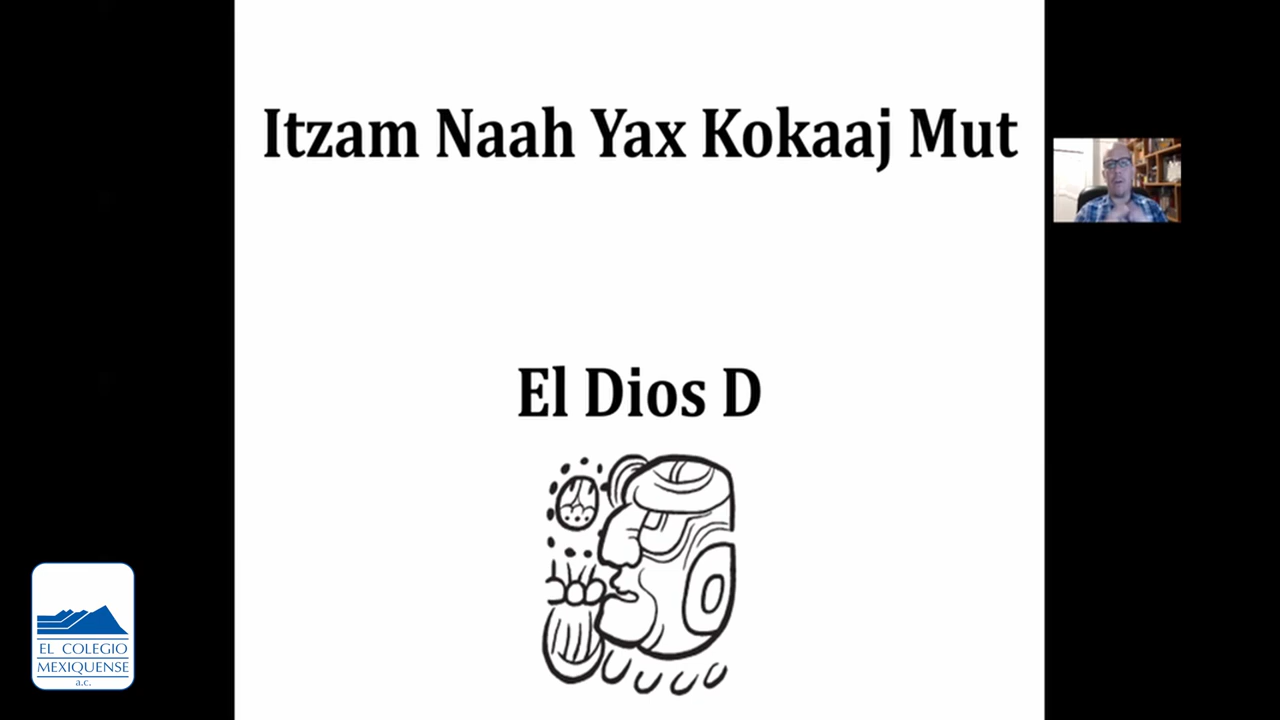 Itzam Naah Yax Kokaaj Mut
El Dios D
EL COLEGIO
MEXIQUENSE
a.c.